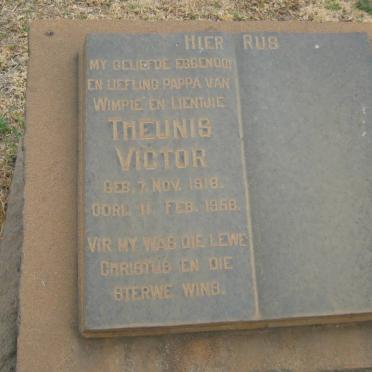 HIER RUS
MY GELIEFDE EGGENOOT
EN LIEFLING PAPPA VAN
WIMPIE EN LIENTJIE
THEUNIS
VICTOR
GEB. 7. NOV. 1918.
OORL. 11. FEB. 1958.
VIR MY WAS DIE LEWE
CHRISTUS EN DIE
STERWE WINS.